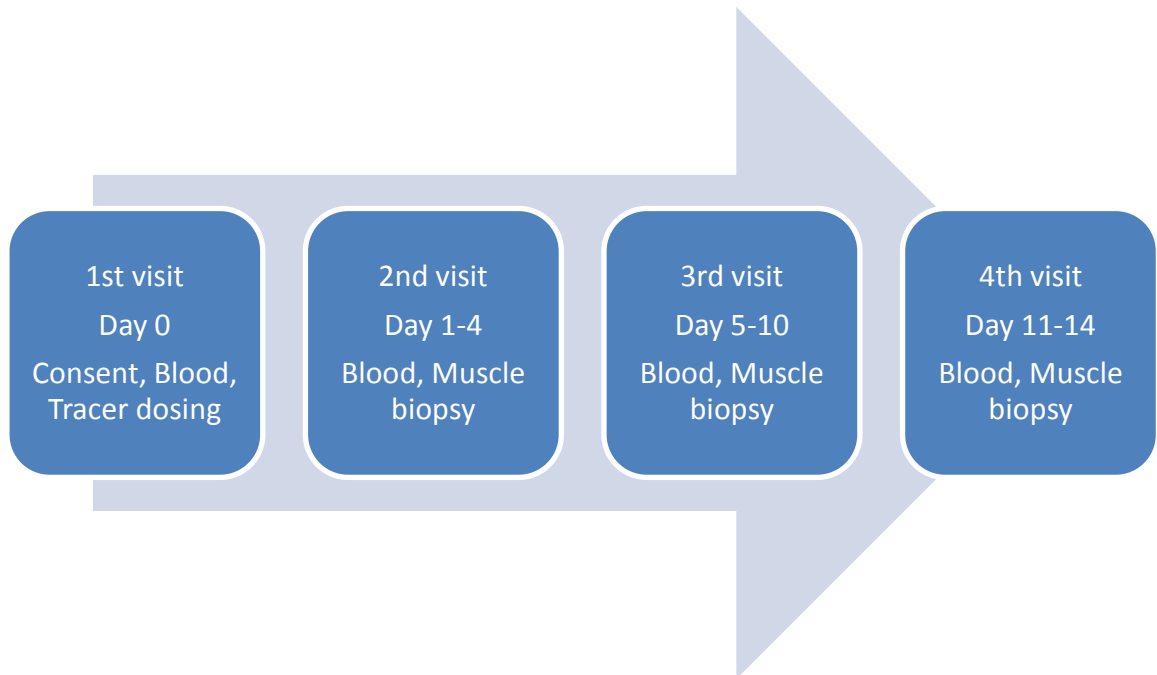 1st visit
Day 0
Consent, Blood,
Tracer dosing
2nd visit
Day 1-4
Blood, Muscle
biopsy
3rd visit
Day 5-10
Blood, Muscle
biopsy
4th visit
Day 11-14
Blood, Muscle
biopsy